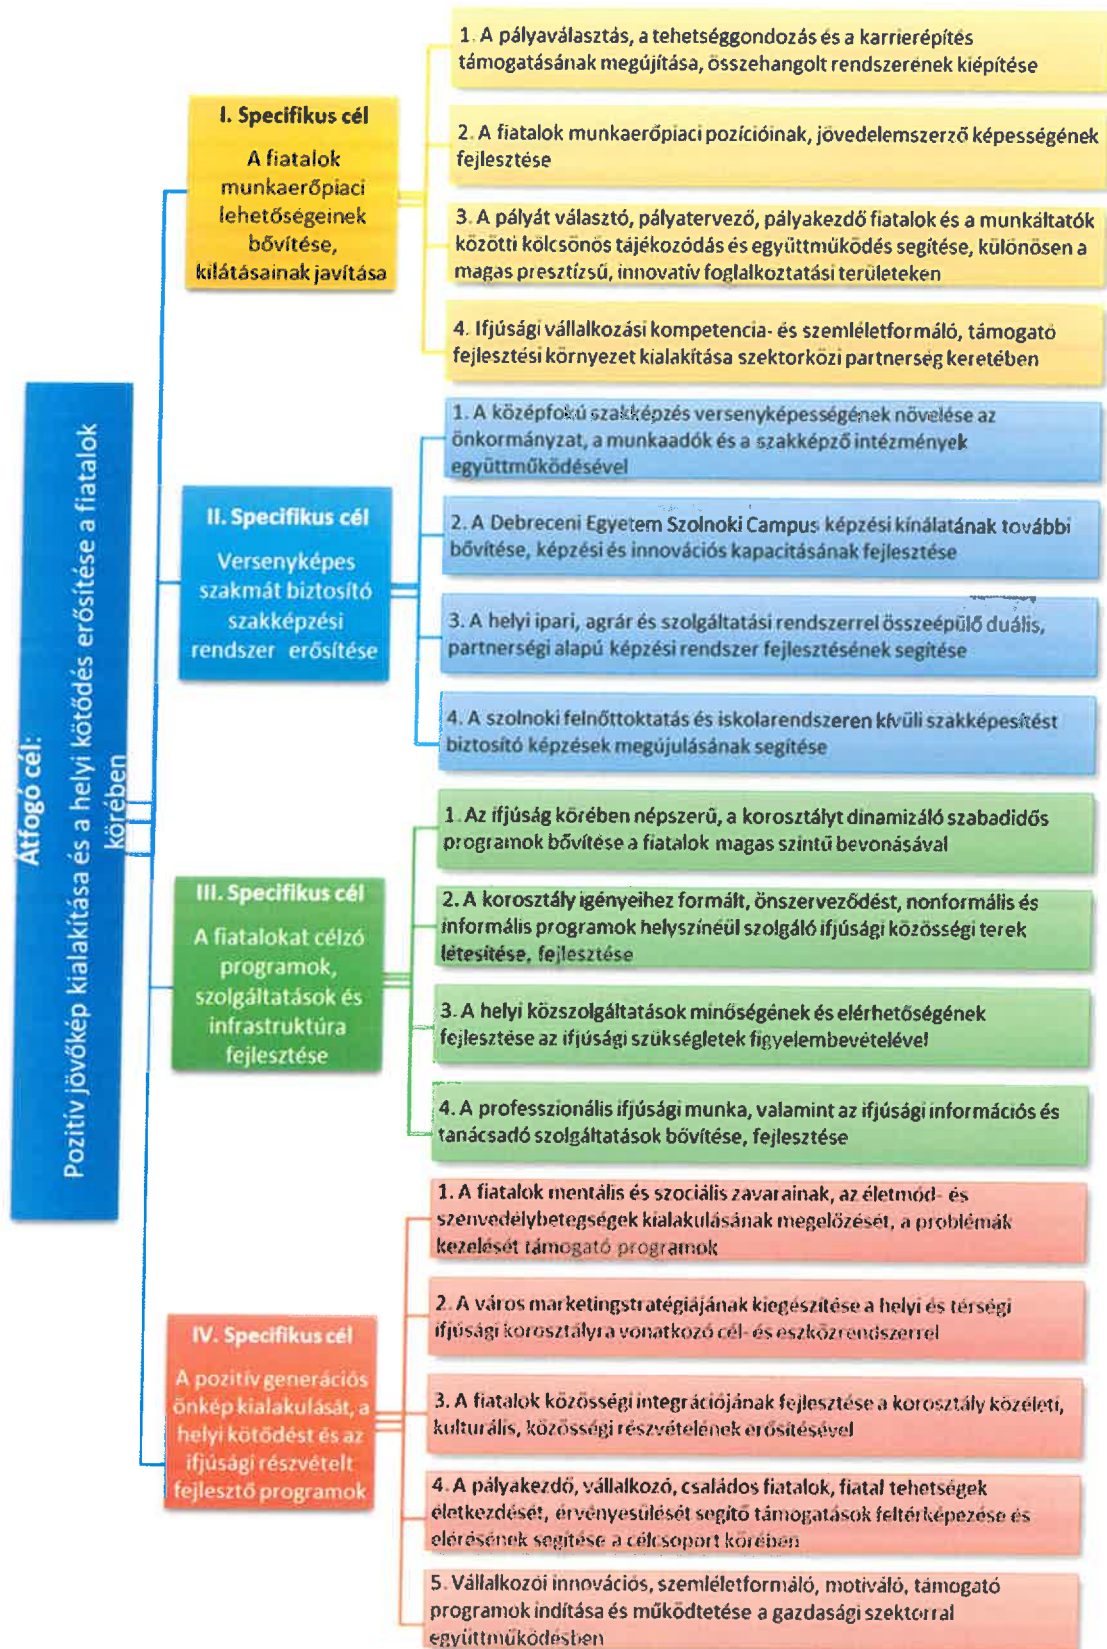 Átfogó cél:
Pozitív jövőkép kialakítása és a helyi kötődés erősítése a fiatalok
körében
I. Specifikus cél
A fiatalok
munkaerőpiaci
lehetőségeinek
bővítése,
kilátásainak javítása
1. A pályaválasztás, a tehetséggondozás és a karrierépítés
támogatásának megújítása, összehangolt rendszerének kiépítése
2. A fiatalok munkaerőpiaci pozícióinak, jövedelemszerző képességének
fejlesztése
3. A pályát választó, pályatervező, pályakezdő fiatalok és a munkáltatók
közötti kölcsönös tájékozódás és együttműködés segítése, különösen a
magas presztízsű, innovatív foglalkoztatási területeken
4. Ifjúsági vállalkozási kompetencia- és szemléletformáló, támogató
fejlesztési környezet kialakítása szektorközi partnerség keretében
II. Specifikus cél
Versenyképes
szakmát biztosító
szakképzési
rendszer erősítése
1. A középfokú szakképzés versenyképességének növelése az
önkormányzat, a munkaadók és a szakképző intézmények
együttműködésével
2. A Debreceni Egyetem Szolnoki Campus képzési kínálatának további
bővítése, képzési és innovációs kapacitásának fejlesztése
3. A helyi ipari, agrár és szolgáltatási rendszerrel összeépülő duális,
partnerségi alapú képzési rendszer fejlesztésének segítése
4. A szolnoki felnőttoktatás és iskolarendszeren kívüli szakképesítést
biztosító képzések megújulásának segítése
III. Specifikus cél
A fiatalokat célzó
programok,
szolgáltatások és
infrastruktúra
fejlesztése
1. Az ifjúság körében népszerű, a korosztályt dinamizáló szabadidős
programok bővítése a fiatalok magas szintű bevonásával
2. A korosztály igényeihez formált, önszerveződést, nonformális és
informális programok helyszínéül szolgáló ifjúsági közösségi terek
létesítése, fejlesztése
3. A helyi közszolgáltatások minőségének és elérhetőségének
fejlesztése az ifjúsági szükségletek figyelembevételével
4. A professzionális ifjúsági munka, valamint az ifjúsági információs és
tanácsadó szolgáltatások bővítése, fejlesztése
IV. Specifikus cél
A pozitív generációs
önkép kialakulását, a
helyi kötődést és az
ifjúsági részvételt
fejlesztő programok
1. A fiatalok mentális és szociális zavarainak, az életmód- és
szenvedélybetegségek kialakulásának megelőzését, a problémák
kezelését támogató programok
2. A város marketingstratégiájának kiegészítése a helyi és térségi
ifjúsági korosztályra vonatkozó cél- és eszközrendszerrel
3. A fiatalok közösségi integrációjának fejlesztése a korosztály közéleti,
kulturális, közösségi részvételének erősítésével
4. A pályakezdő, vállalkozó, családos fiatalok, fiatal tehetségek
életkezdését, érvényesülését segítő támogatások feltérképezése és
elérésének segítése a célcsoport körében
5. Vállalkozói innovációs, szemléletformáló, motiváló, támogató
programok indítása és működtetése a gazdasági szektorral
együttműködésben